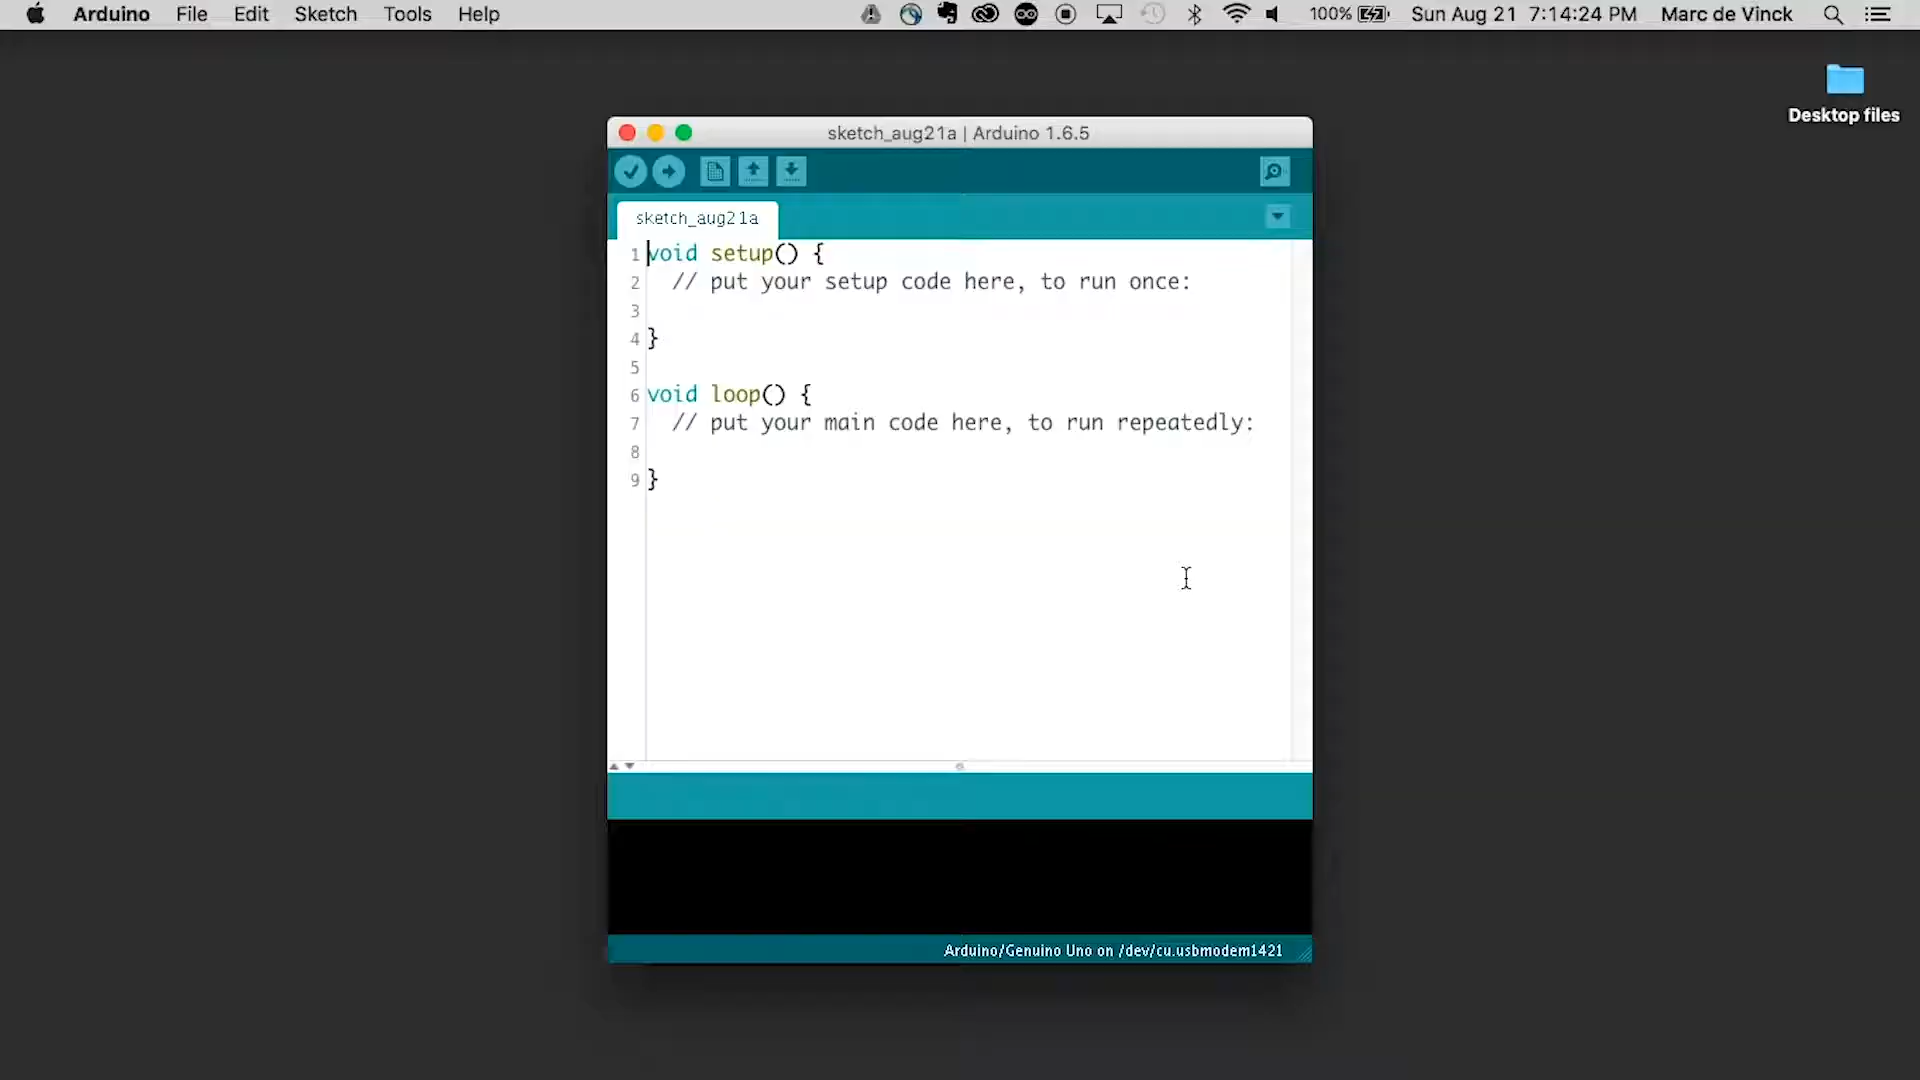 Arduino File Edit Sketch Tools Help 100% Sun Aug 21 7:14:24 PM Marc de Vinck
Desktop files
sketch_aug21a | Arduino 1.6.5
sketch_aug21a
1 void setup() {
2 // put your setup code here, to run once:
3
4 }
5
6 void loop() {
7 // put your main code here, to run repeatedly:
8
9 }
Arduino/Genuino Uno on /dev/cu.usbmodem1421